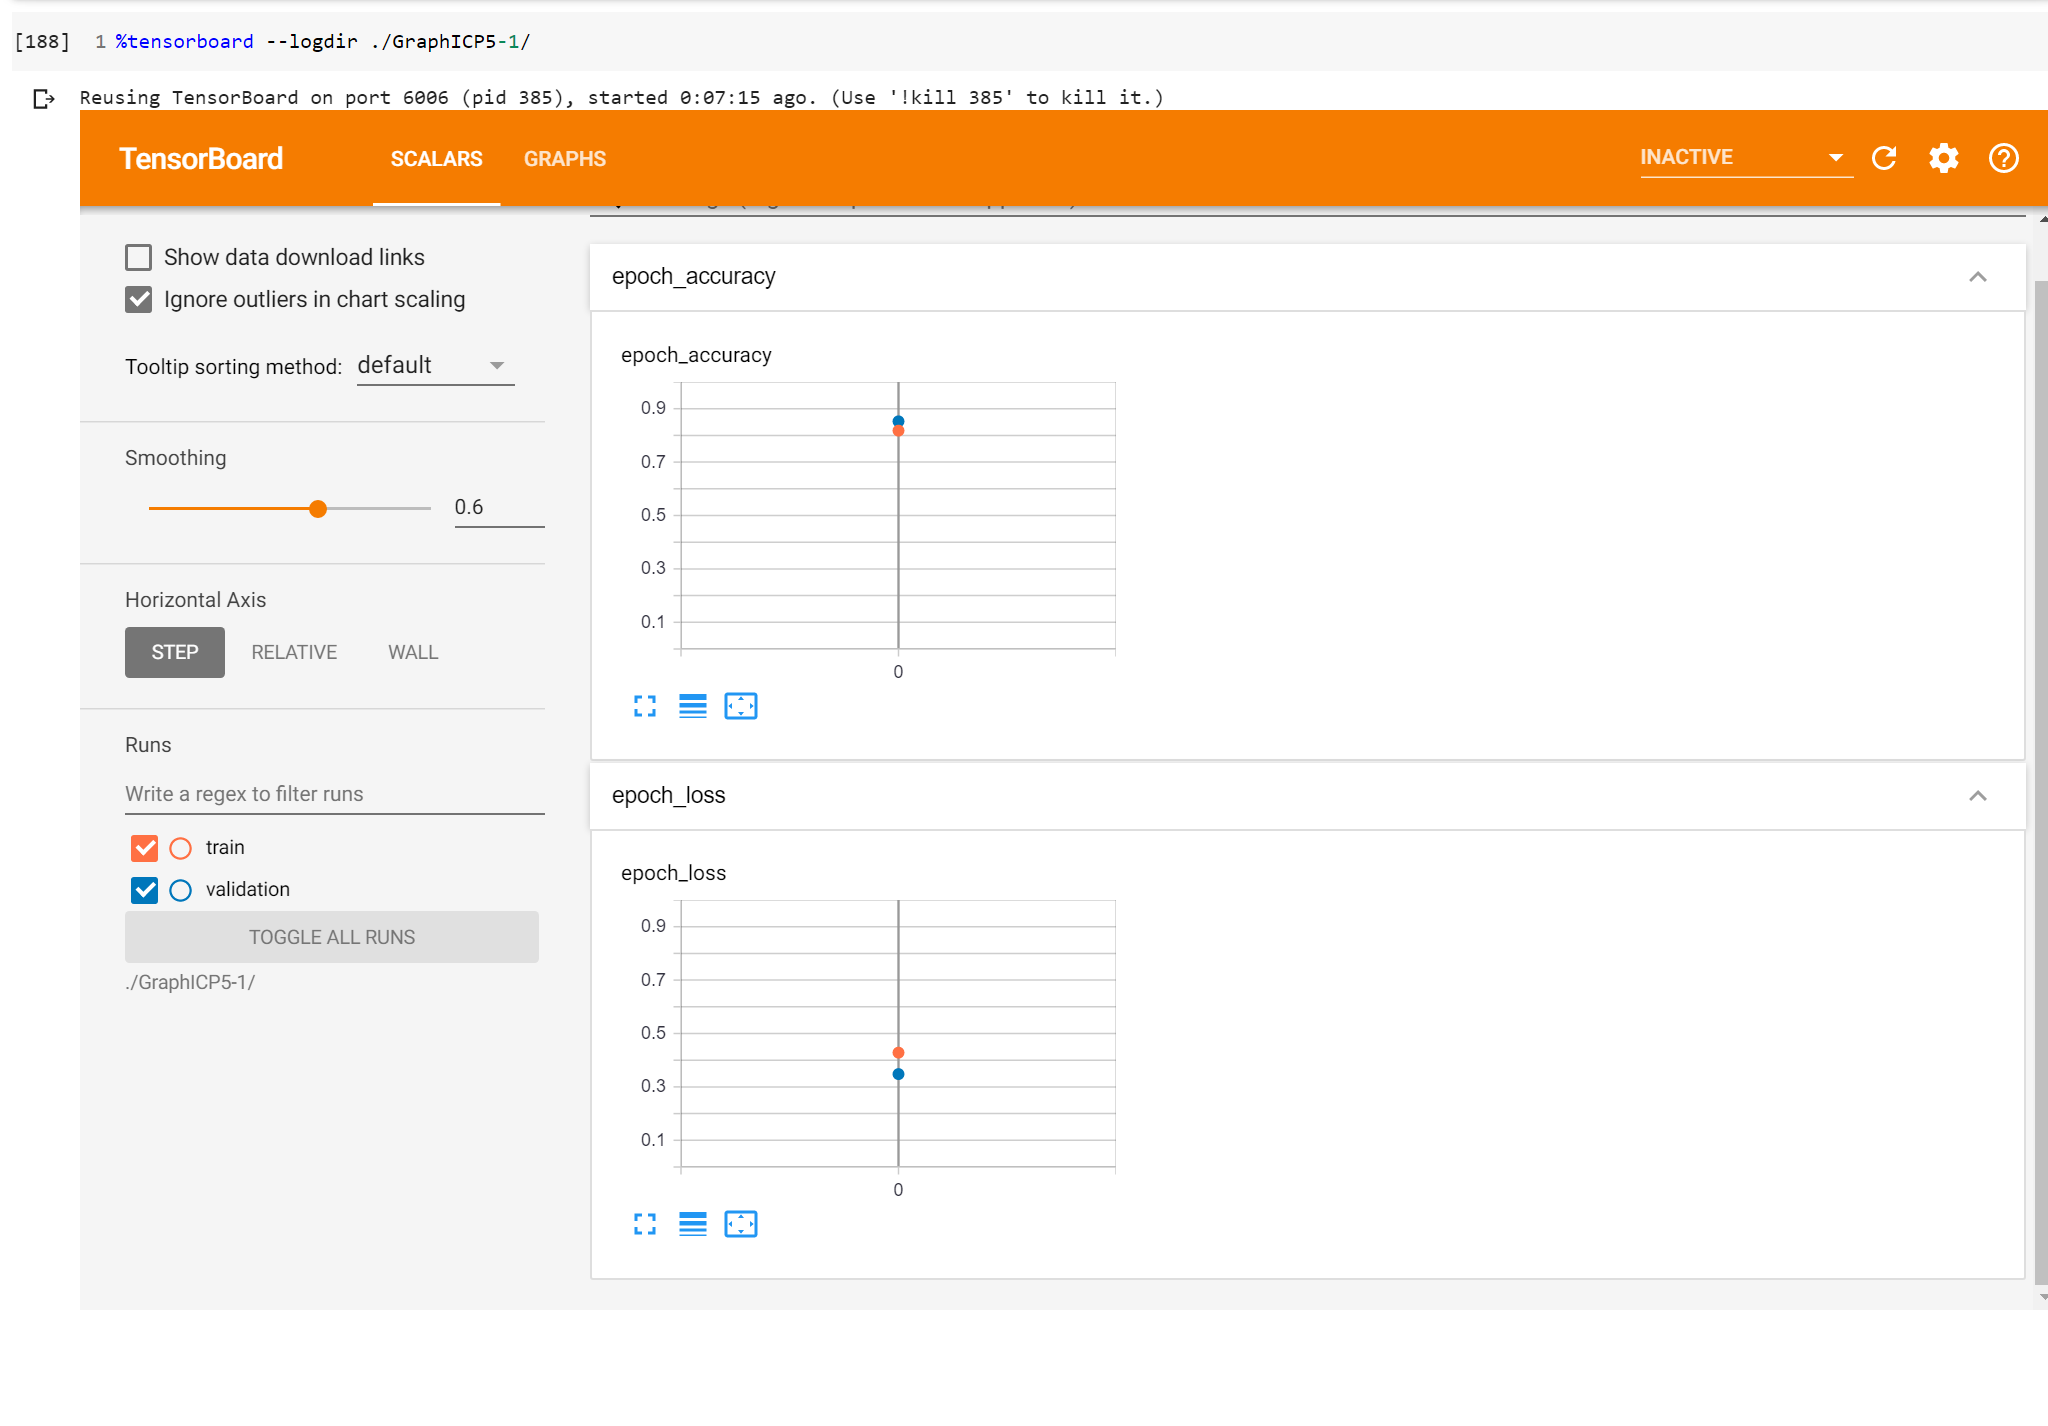 [188] 1 %tensorboard --logdir ./GraphICP5-1/
Reusing TensorBoard on port 6006 (pid 385), started 0:07:15 ago. (Use '!kill 385' to kill it.)
TensorBoard SCALARS GRAPHS INACTIVE
Show data download links
Ignore outliers in chart scaling
Tooltip sorting method: default
Smoothing
0.6
Horizontal Axis
STEP RELATIVE WALL
Runs
Write a regex to filter runs
train
validation
TOGGLE ALL RUNS
./GraphICP5-1/
epoch_accuracy
epoch_accuracy
0.9
0.7
0.5
0.3
0.1
0
epoch_loss
epoch_loss
0.9
0.7
0.5
0.3
0.1
0